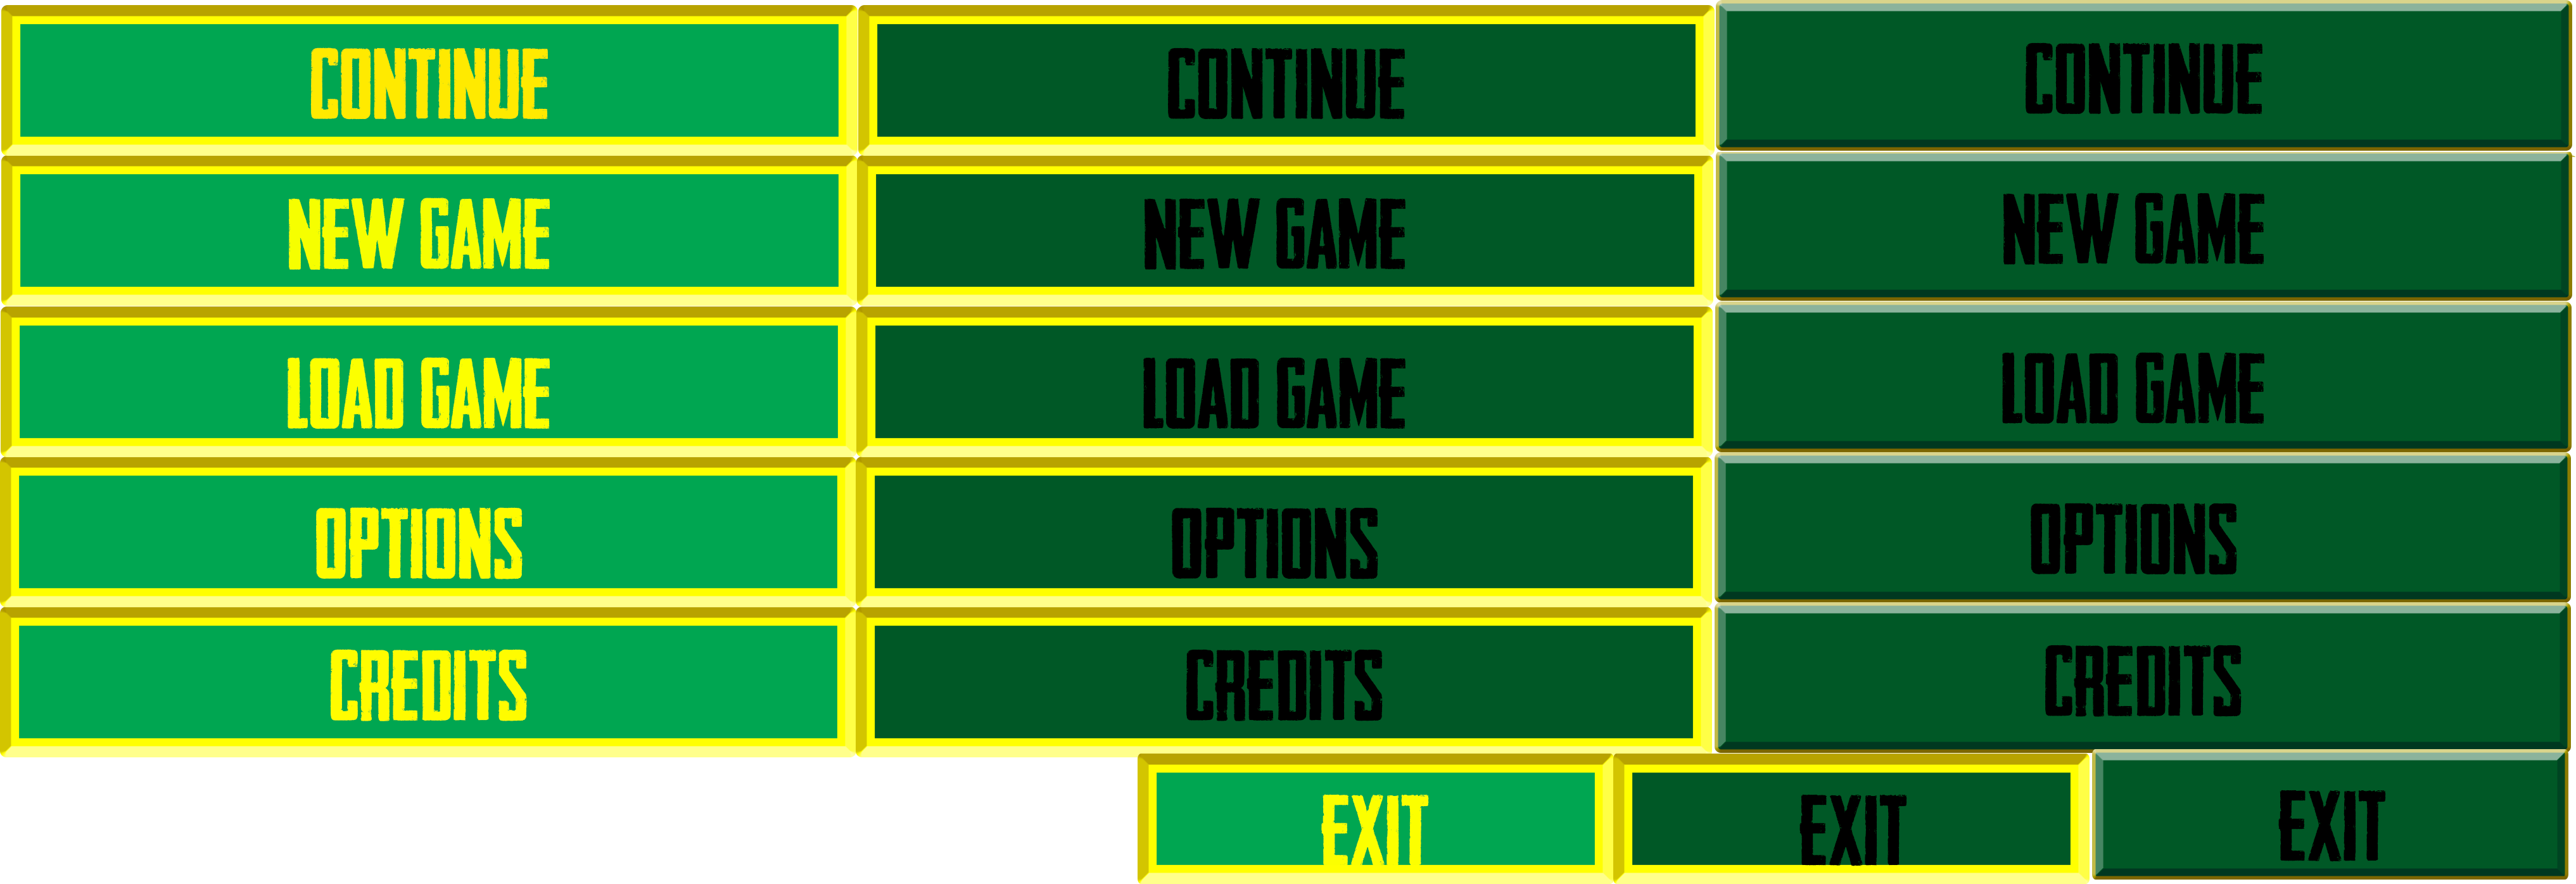 CONTINUE CONTINUE CONTINUE
NEW GAME NEW GAME NEW GAME
LOAD GAME LOAD GAME LOAD GAME
OPTIONS OPTIONS OPTIONS
CREDITS CREDITS CREDITS
EXIT EXIT EXIT